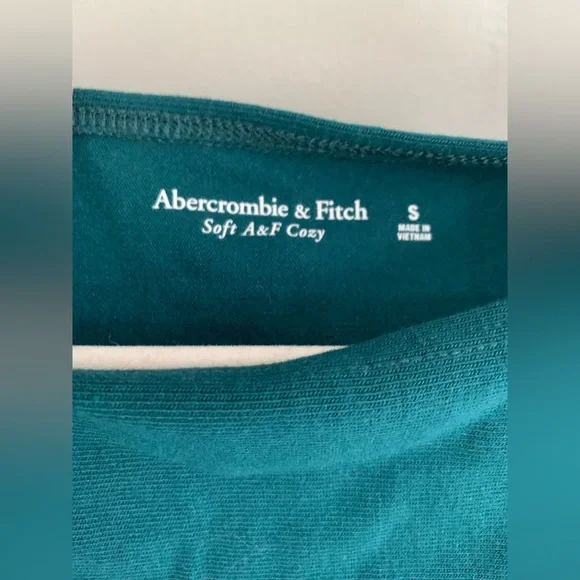 Abercrombie & Fitch
Soft A&F Cozy
S
MADE IN
VIETNAM